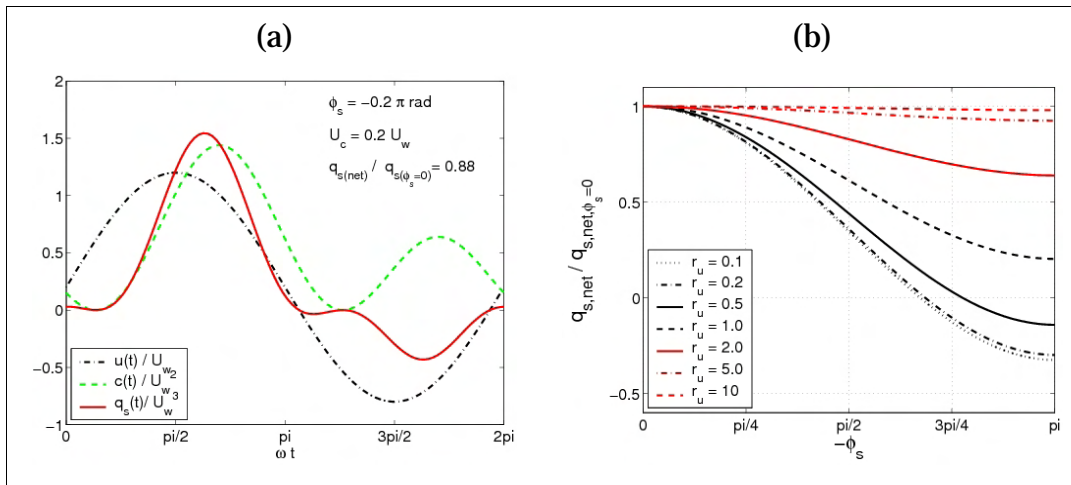 (a)
2
1.5
1
0.5
0
−0.5
−1
0
pi/2
pi
3pi/2
2pi
ω t
ϕs = −0.2 π rad
Uc = 0.2 Uw
qs(net) / qs(ϕs=0) = 0.88
u(t) / Uw
c(t) / Uw2
qs(t)/ Uw3
(b)
qs,net / qs,net,ϕs=0
1
0.5
0
−0.5
0
pi/4
pi/2
3pi/4
pi
−ϕs
ru = 0.1
ru = 0.2
ru = 0.5
ru = 1.0
ru = 2.0
ru = 5.0
ru = 10